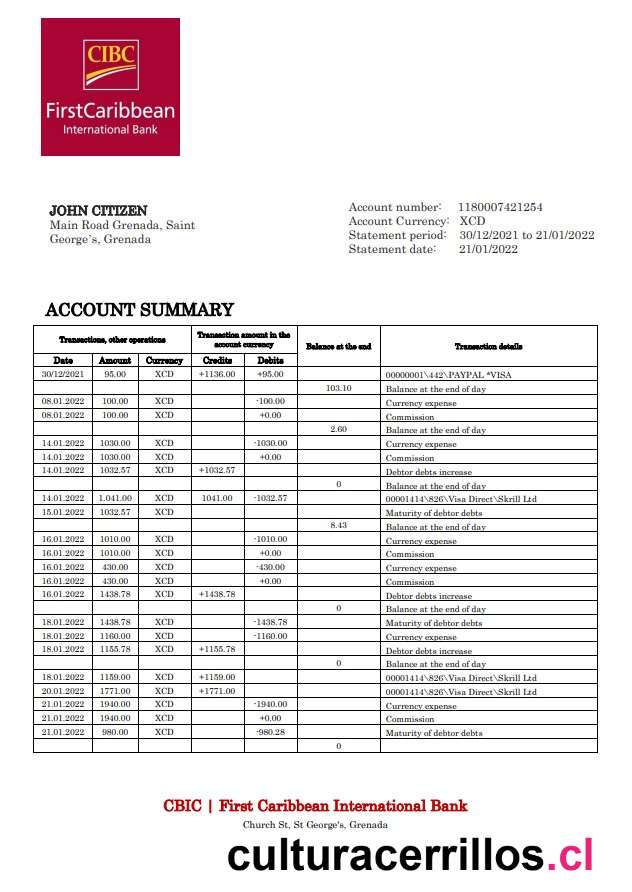 CIBC
FirstCaribbean
International Bank
JOHN CITIZEN
Main Road Grenada, Saint
George's, Grenada
Account number: 1180007421254
Account Currency: XCD
Statement period: 30/12/2021 to 21/01/2022
Statement date: 21/01/2022
ACCOUNT SUMMARY
Transactions, other operations | Transaction amount in the account currency | Balance at the end | Transaction details
Date Amount Currency Credits Debits
30/12/2021 95.00 XCD +1136.00 +95.00 00000001\442\PAYPAL *VISA
103.10 Balance at the end of day
08.01.2022 100.00 XCD -100.00 Currency expense
08.01.2022 100.00 XCD +0.00 Commission
2.60 Balance at the end of day
14.01.2022 1030.00 XCD -1030.00 Currency expense
14.01.2022 1030.00 XCD +0.00 Commission
14.01.2022 1032.57 XCD +1032.57 Debtor debts increase
0 Balance at the end of day
14.01.2022 1.041.00 XCD 1041.00 -1032.57 00001414\826\Visa Direct\Skrill Ltd
15.01.2022 1032.57 XCD Maturity of debtor debts
8.43 Balance at the end of day
16.01.2022 1010.00 XCD -1010.00 Currency expense
16.01.2022 1010.00 XCD +0.00 Commission
16.01.2022 430.00 XCD -430.00 Currency expense
16.01.2022 430.00 XCD +0.00 Commission
16.01.2022 1438.78 XCD +1438.78 Debtor debts increase
0 Balance at the end of day
18.01.2022 1438.78 XCD -1438.78 Maturity of debtor debts
18.01.2022 1160.00 XCD -1160.00 Currency expense
18.01.2022 1155.78 XCD +1155.78 Debtor debts increase
0 Balance at the end of day
18.01.2022 1159.00 XCD +1159.00 00001414\826\Visa Direct\Skrill Ltd
20.01.2022 1771.00 XCD +1771.00 00001414\826\Visa Direct\Skrill Ltd
21.01.2022 1940.00 XCD -1940.00 Currency expense
21.01.2022 1940.00 XCD +0.00 Commission
21.01.2022 980.00 XCD -980.28 Maturity of debtor debts
0
CBIC | First Caribbean International Bank
Church St, St George's, Grenada
culturacerrillos.cl